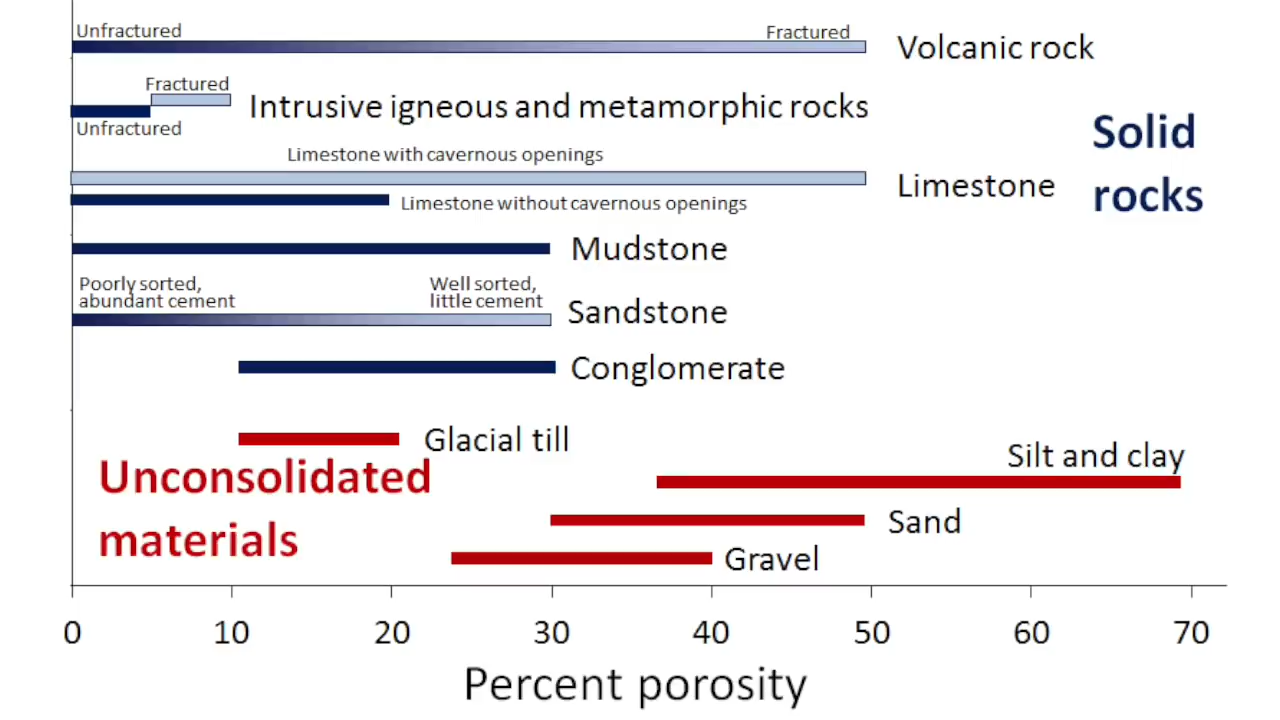 Unfractured
Fractured
Volcanic rock
Fractured
Intrusive igneous and metamorphic rocks
Unfractured
Solid
rocks
Limestone with cavernous openings
Limestone
Limestone without cavernous openings
Mudstone
Poorly sorted,
abundant cement
Well sorted,
little cement
Sandstone
Conglomerate
Glacial till
Unconsolidated
materials
Silt and clay
Sand
Gravel
0 10 20 30 40 50 60 70
Percent porosity